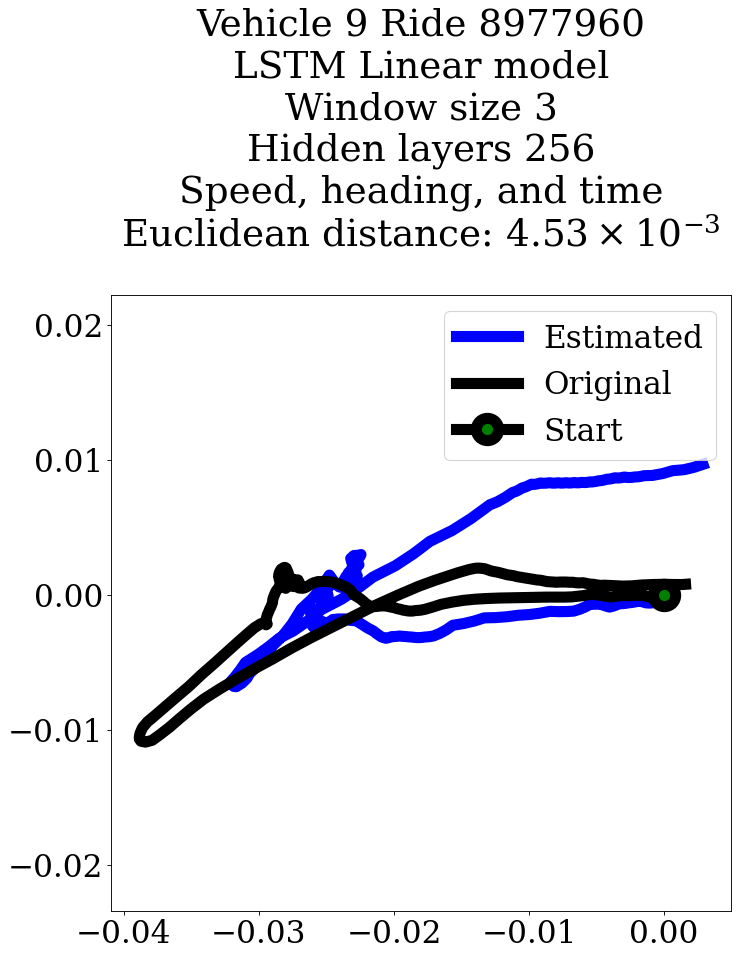 Vehicle 9 Ride 8977960
LSTM Linear model
Window size 3
Hidden layers 256
Speed, heading, and time
Euclidean distance: 4.53 × 10⁻³
Estimated
Original
Start
0.02
0.01
0.00
−0.01
−0.02
−0.04 −0.03 −0.02 −0.01 0.00